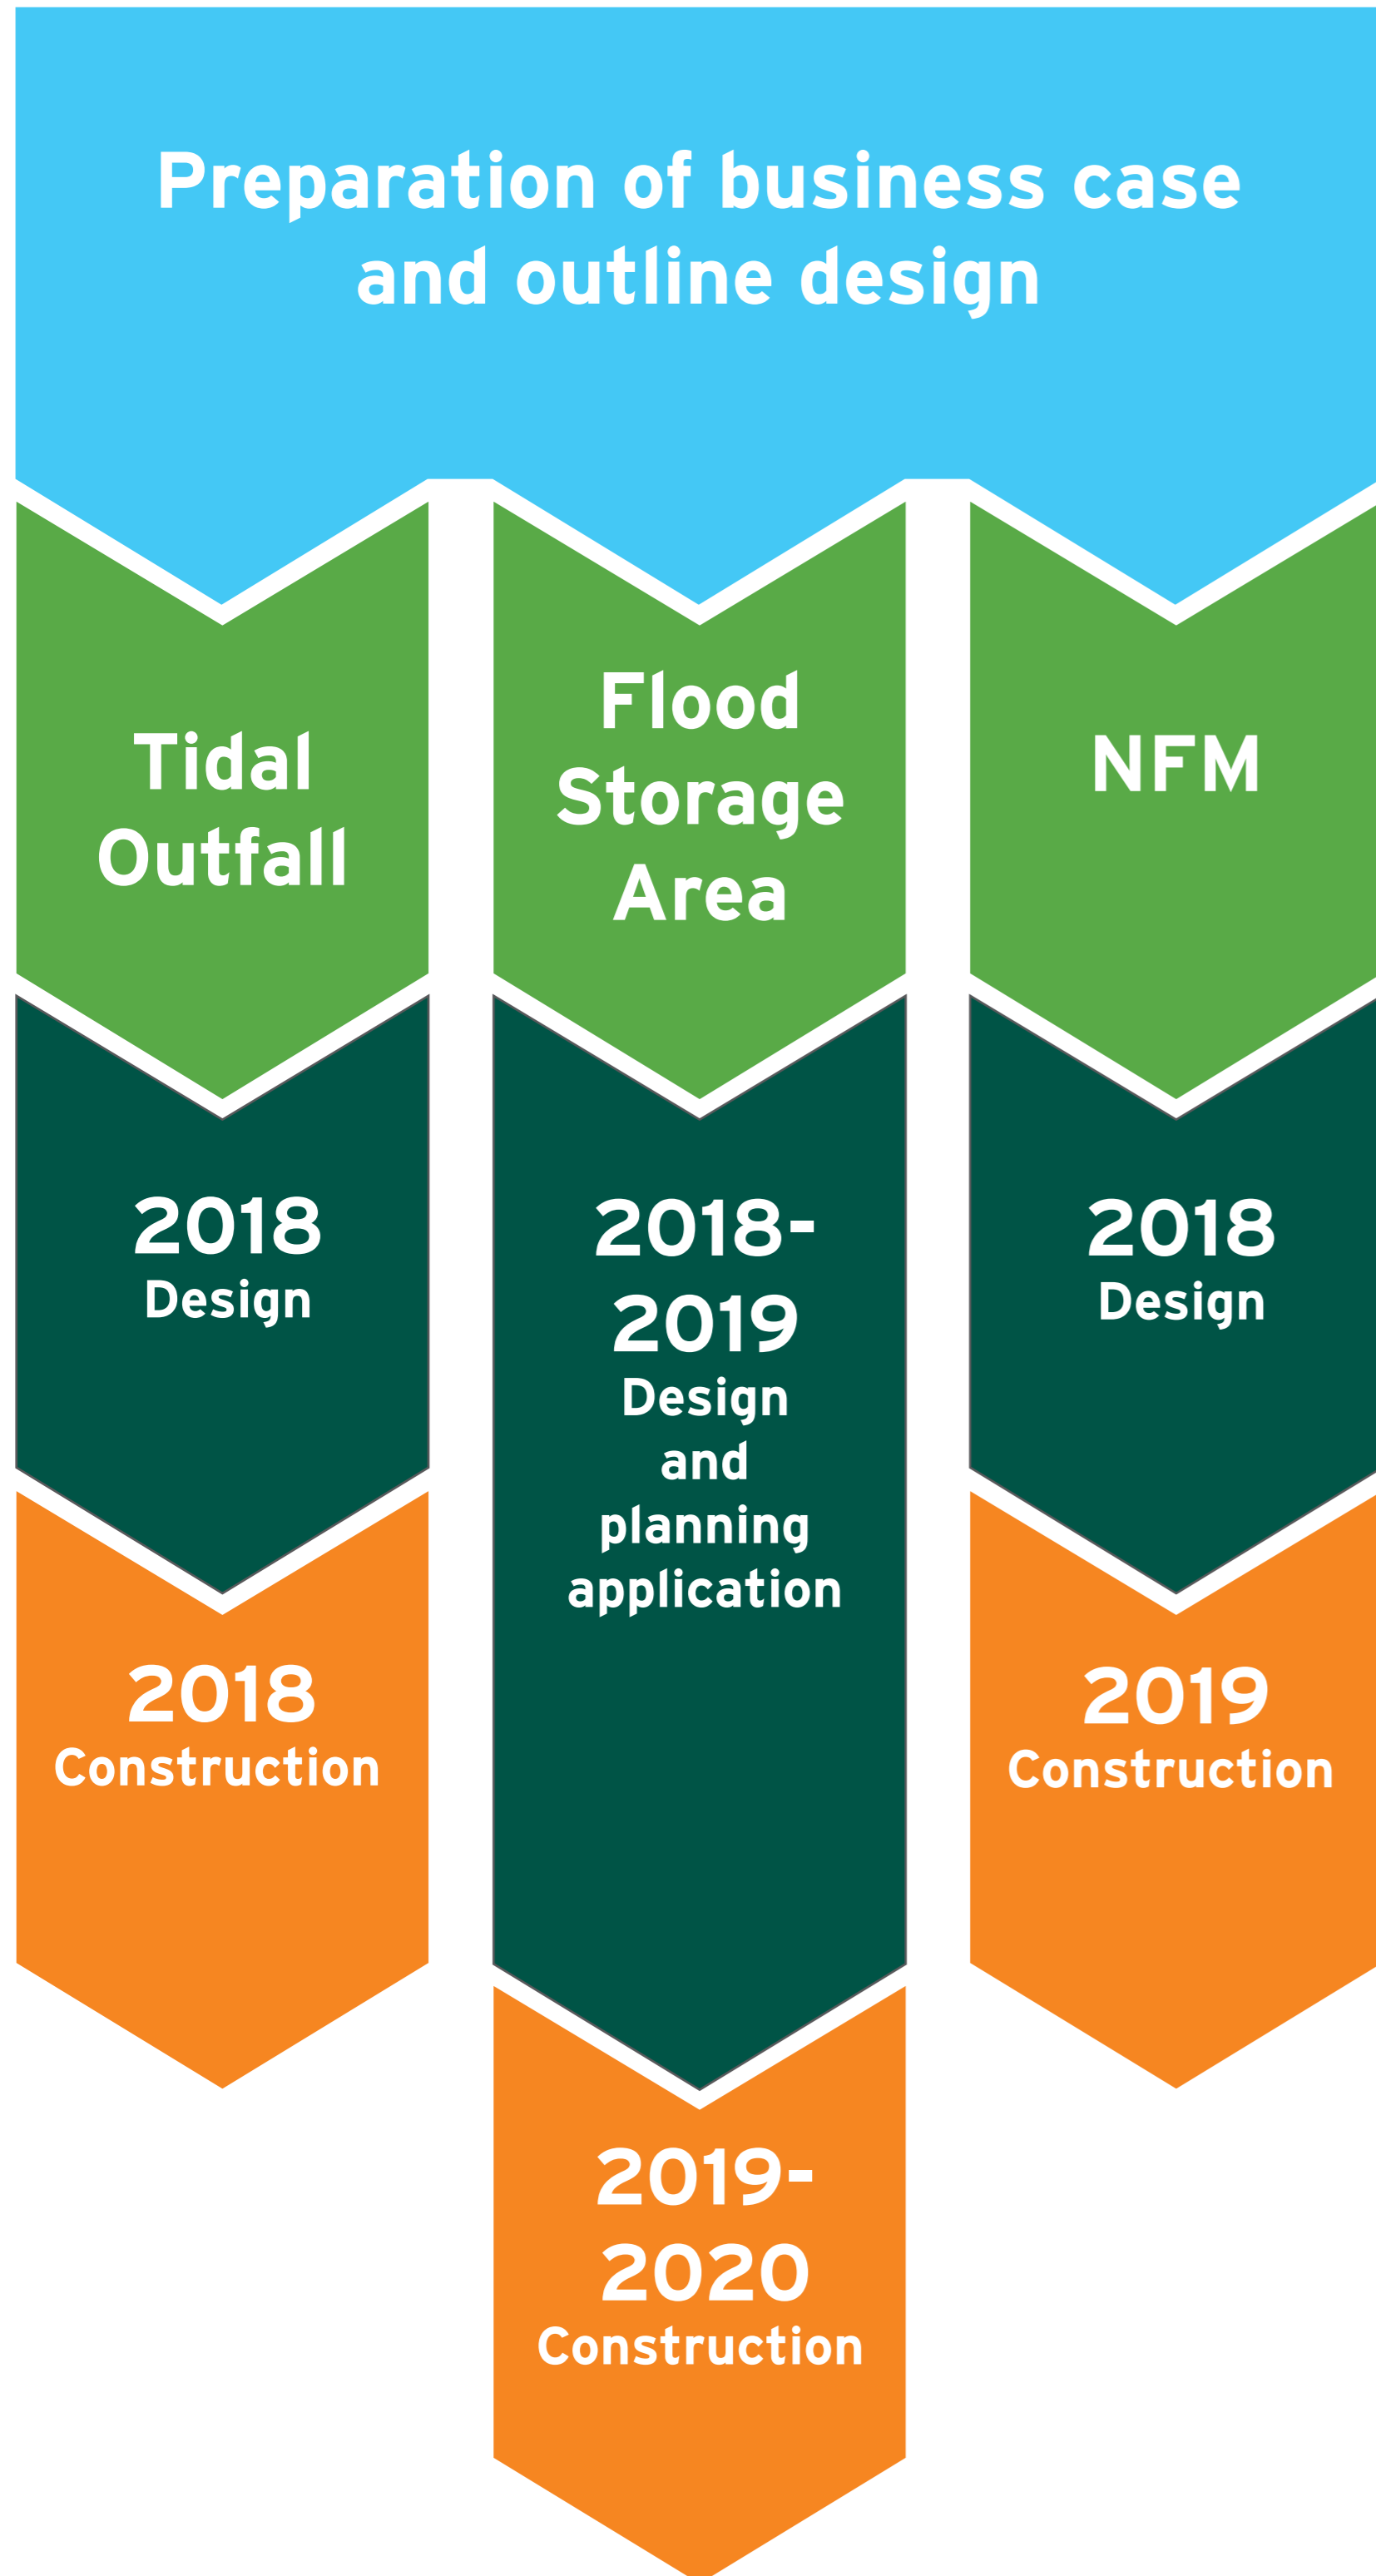 Preparation of business case
and outline design
Tidal
Outfall
Flood
Storage
Area
NFM
2018
Design
2018-
2019
Design
and
planning
application
2018
Design
2018
Construction
2019
Construction
2019-
2020
Construction